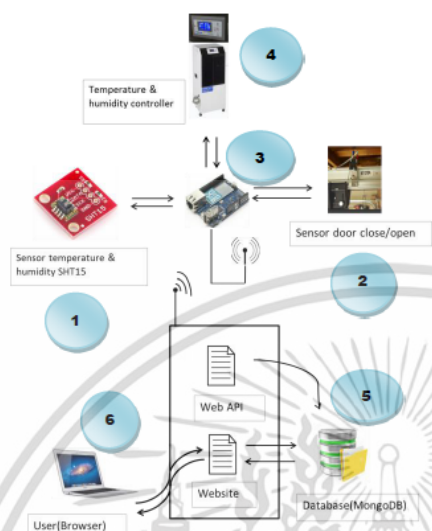 4
Temperature &
humidity controller
3
SHT15
Sensor door close/open
Sensor temperature &
humidity SHT15
2
1
5
6
Web API
Website
Database(MongoDB)
User(Browser)